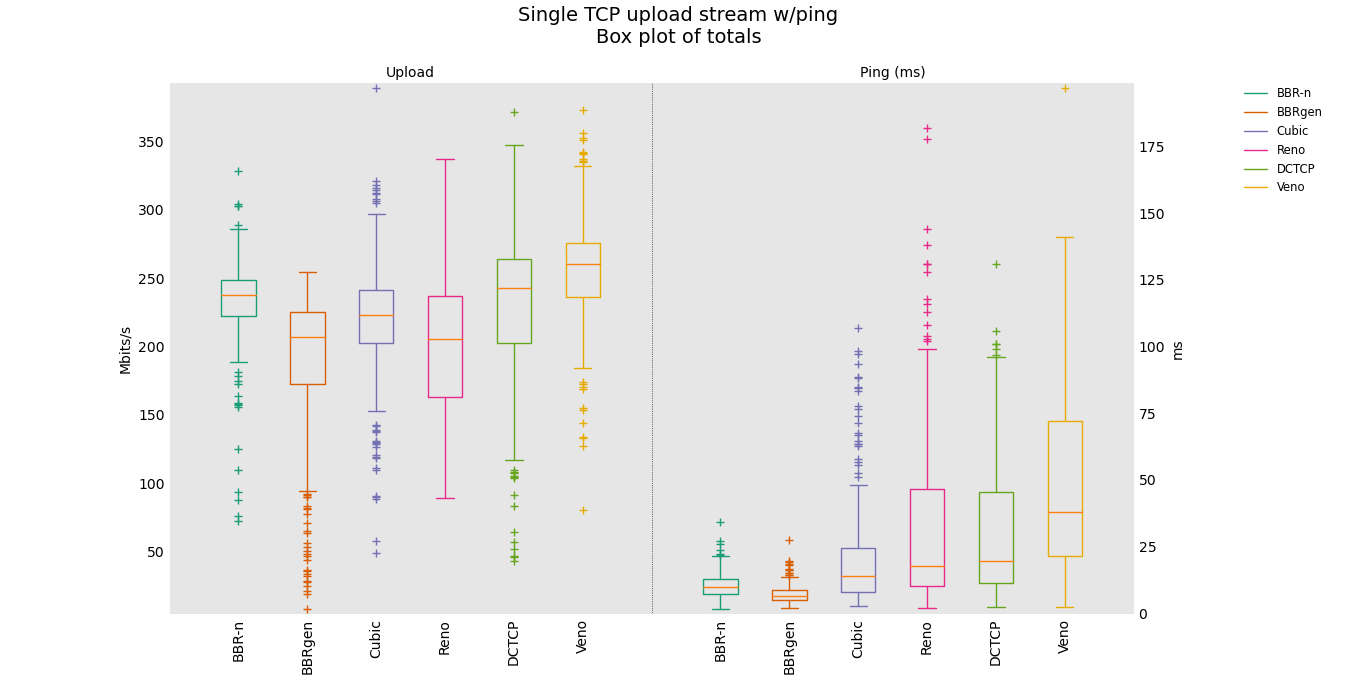 Single TCP upload stream w/ping
Box plot of totals
Upload
Ping (ms)
Mbits/s
350
300
250
200
150
100
50
175
150
125
100
75
50
25
0
ms
BBR-n
BBRgen
Cubic
Reno
DCTCP
Veno
BBR-n
BBRgen
Cubic
Reno
DCTCP
Veno
BBR-n
BBRgen
Cubic
Reno
DCTCP
Veno